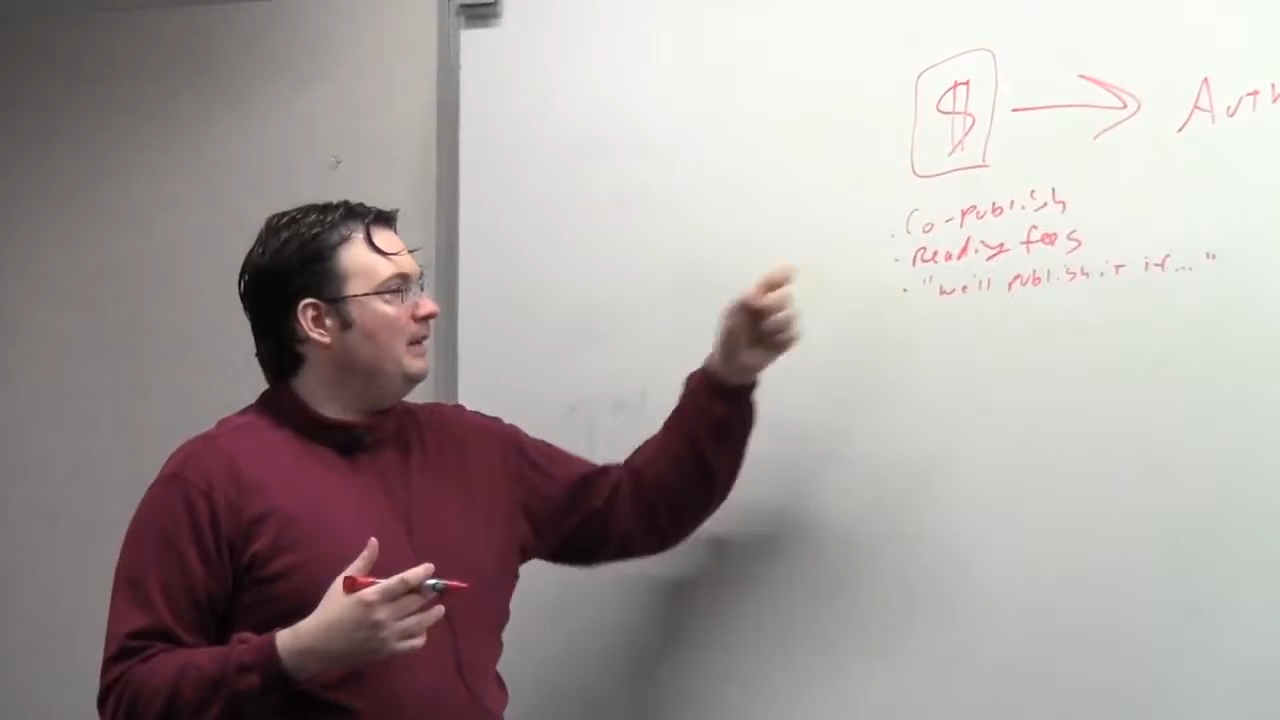 $ → AUTH
· Co-publish
· Reading fees
· "we'll publish it if..."